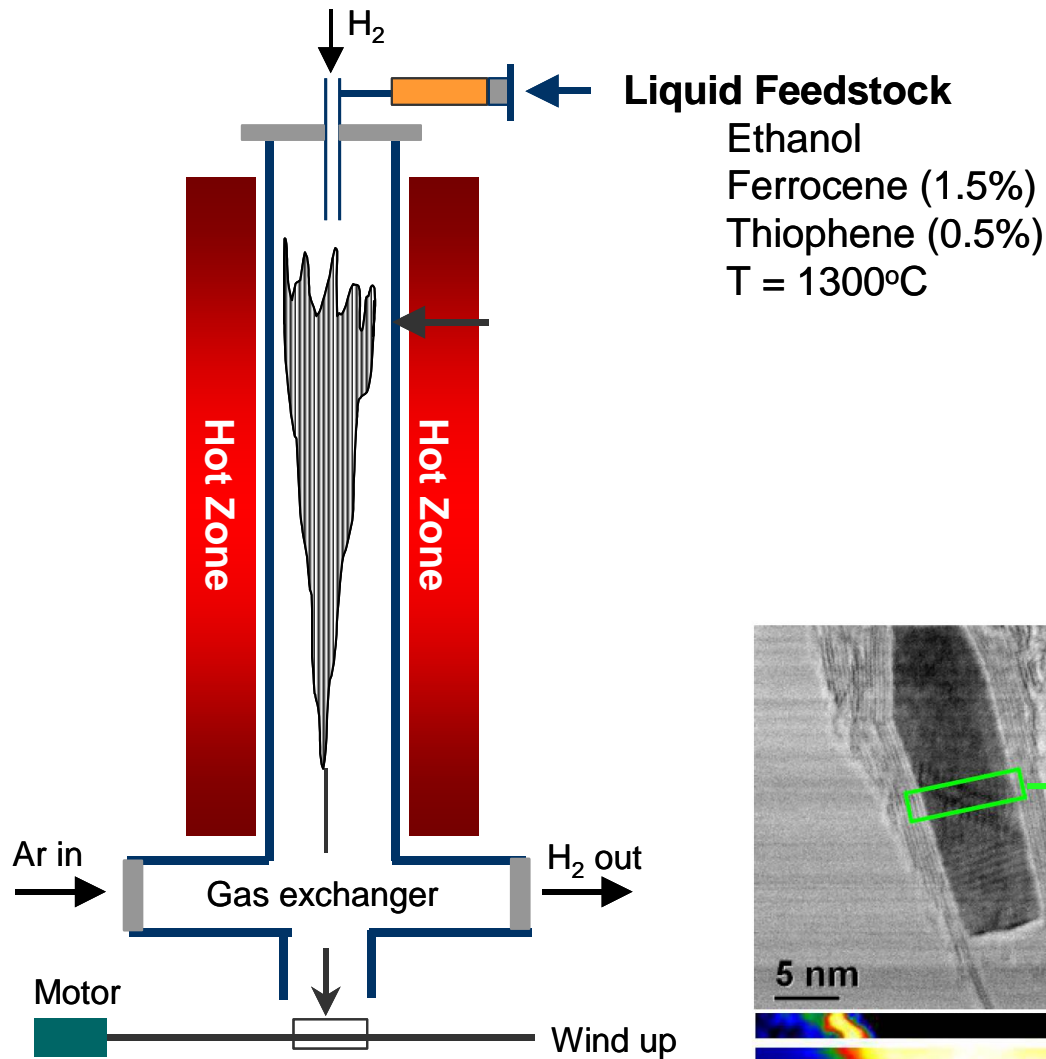 H₂
Liquid Feedstock
Ethanol
Ferrocene (1.5%)
Thiophene (0.5%)
T = 1300ºC
Hot Zone
Hot Zone
Ar in
Gas exchanger
H₂ out
Motor
Wind up
5 nm